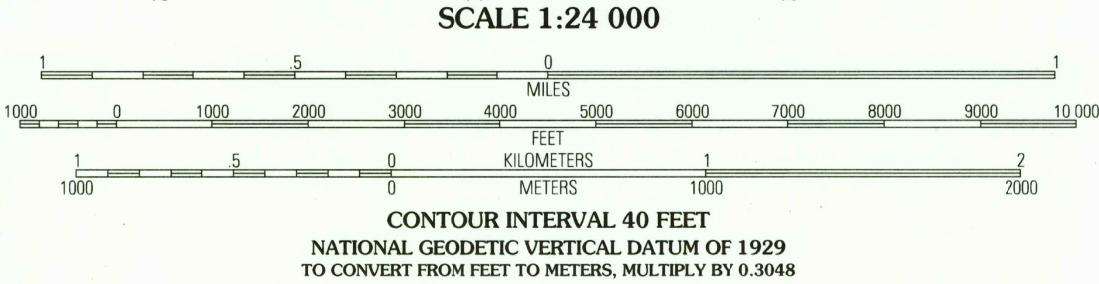 SCALE 1:24 000
1 .5 0 1
MILES
1000 0 1000 2000 3000 4000 5000 6000 7000 8000 9000 10 000
FEET
1 .5 0 KILOMETERS 1 2
1000 0 METERS 1000 2000
CONTOUR INTERVAL 40 FEET
NATIONAL GEODETIC VERTICAL DATUM OF 1929
TO CONVERT FROM FEET TO METERS, MULTIPLY BY 0.3048